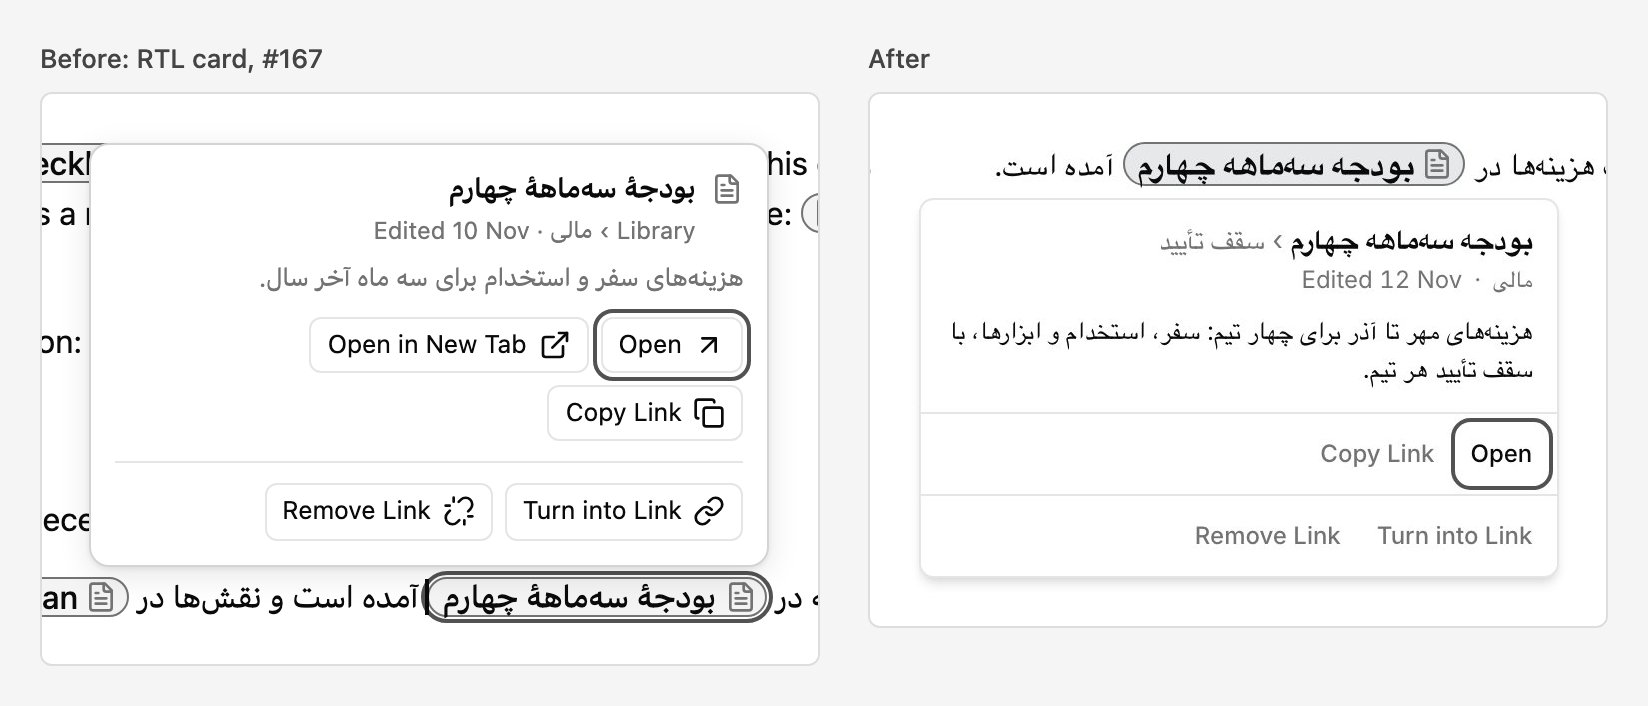 Before: RTL card, #167
his
s a
e:
بودجهٔ سه‌ماههٔ چهارم
Library › مالی · Edited 10 Nov
هزینه‌های سفر و استخدام برای سه ماه آخر سال.
Open
Open in New Tab
Copy Link
Turn into Link
Remove Link
on:
ه در بودجهٔ سه‌ماههٔ چهارم آمده است و نقش‌ها در an
After
هزینه‌ها در بودجه سه‌ماهه چهارم آمده است.
بودجه سه‌ماهه چهارم › سقف تأیید
مالی · Edited 12 Nov
هزینه‌های مهر تا آذر برای چهار تیم: سفر، استخدام و ابزارها، با
سقف تأیید هر تیم.
Open
Copy Link
Turn into Link
Remove Link